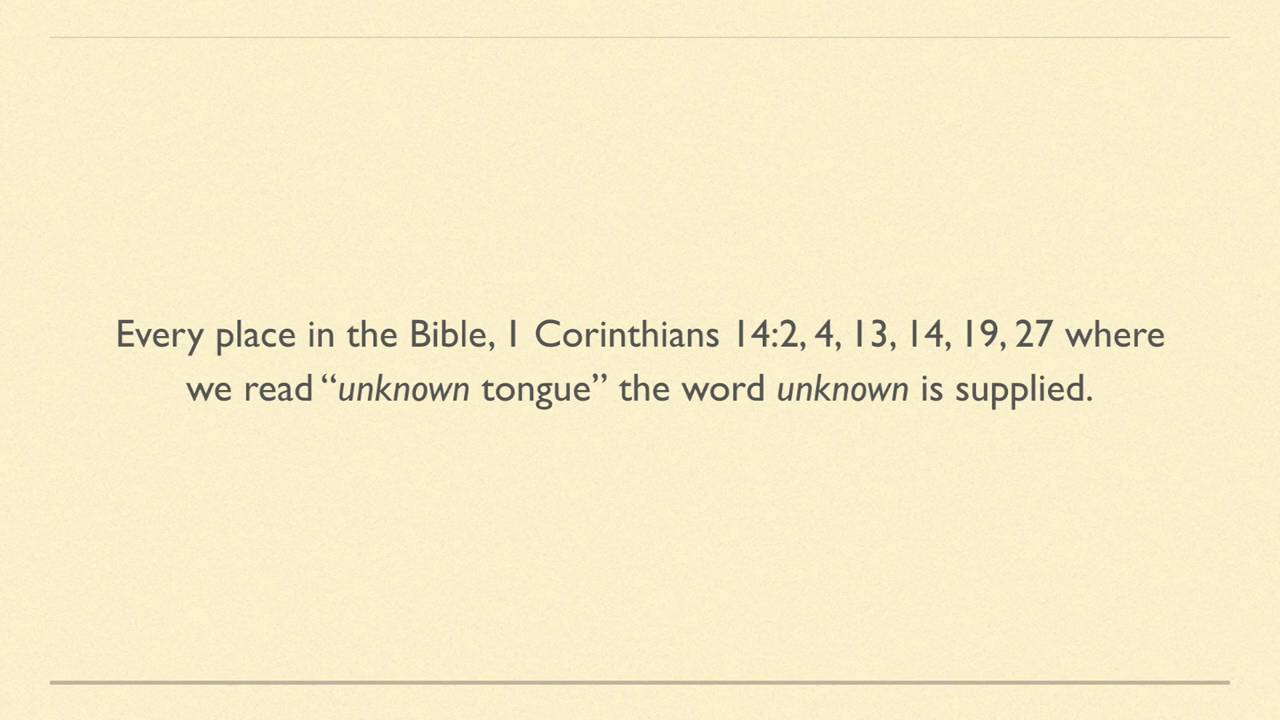 Every place in the Bible, 1 Corinthians 14:2, 4, 13, 14, 19, 27 where
we read “unknown tongue” the word unknown is supplied.